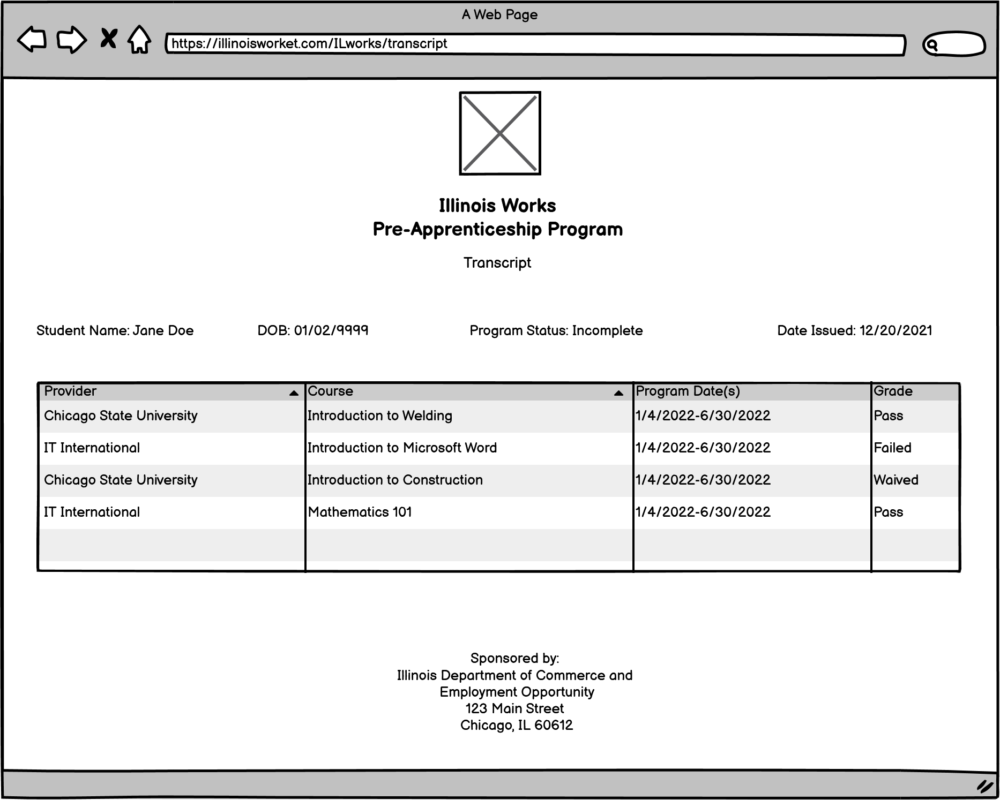 A Web Page
https://illinoisworket.com/ILworks/transcript
Illinois Works
Pre-Apprenticeship Program
Transcript
Student Name: Jane Doe DOB: 01/02/9999 Program Status: Incomplete Date Issued: 12/20/2021
Provider Course Program Date(s) Grade
Chicago State University Introduction to Welding 1/4/2022-6/30/2022 Pass
IT International Introduction to Microsoft Word 1/4/2022-6/30/2022 Failed
Chicago State University Introduction to Construction 1/4/2022-6/30/2022 Waived
IT International Mathematics 101 1/4/2022-6/30/2022 Pass
Sponsored by:
Illinois Department of Commerce and
Employment Opportunity
123 Main Street
Chicago, IL 60612